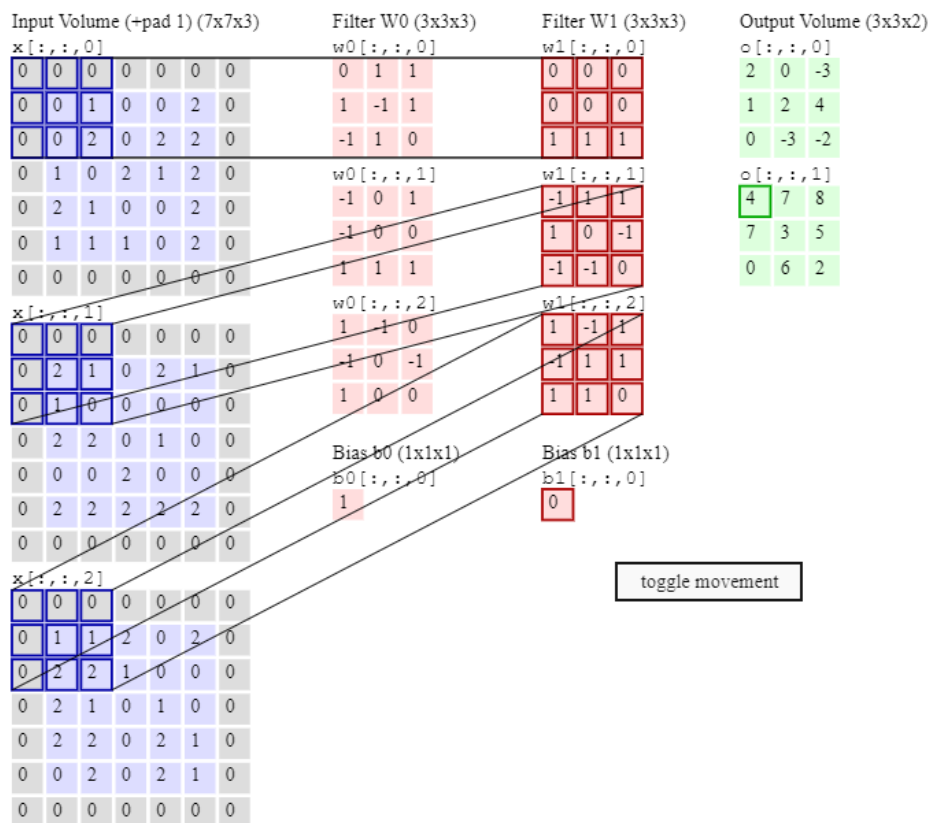 Input Volume (+pad 1) (7x7x3) Filter W0 (3x3x3) Filter W1 (3x3x3) Output Volume (3x3x2)
x[:,:,0] w0[:,:,0] w1[:,:,0] o[:,:,0]
0 0 0 0 0 0 0 0 1 1 0 0 0 2 0 -3
0 0 1 0 0 2 0 1 -1 1 0 0 0 1 2 4
0 0 2 0 2 2 0 -1 1 0 1 1 1 0 -3 -2
0 1 0 2 1 2 0 w0[:,:,1] w1[:,:,1] o[:,:,1]
0 2 1 0 0 2 0 -1 0 1 -1 1 1 4 7 8
0 1 1 1 0 2 0 -1 0 0 1 0 -1 7 3 5
0 0 0 0 0 0 0 1 1 1 -1 -1 0 0 6 2
x[:,:,1] w0[:,:,2] w1[:,:,2]
0 0 0 0 0 0 0 1 -1 0 1 -1 1
0 2 1 0 2 1 0 -1 0 -1 -1 1 1
0 1 0 0 0 0 0 1 0 0 1 1 0
0 2 2 0 1 0 0
Bias b0 (1x1x1) Bias b1 (1x1x1)
0 0 0 2 0 0 0 b0[:,:,0] b1[:,:,0]
0 2 2 2 2 2 0 1 0
0 0 0 0 0 0 0
x[:,:,2] toggle movement
0 0 0 0 0 0 0
0 1 1 2 0 2 0
0 2 2 1 0 0 0
0 2 1 0 1 0 0
0 2 2 0 2 1 0
0 0 2 0 2 1 0
0 0 0 0 0 0 0